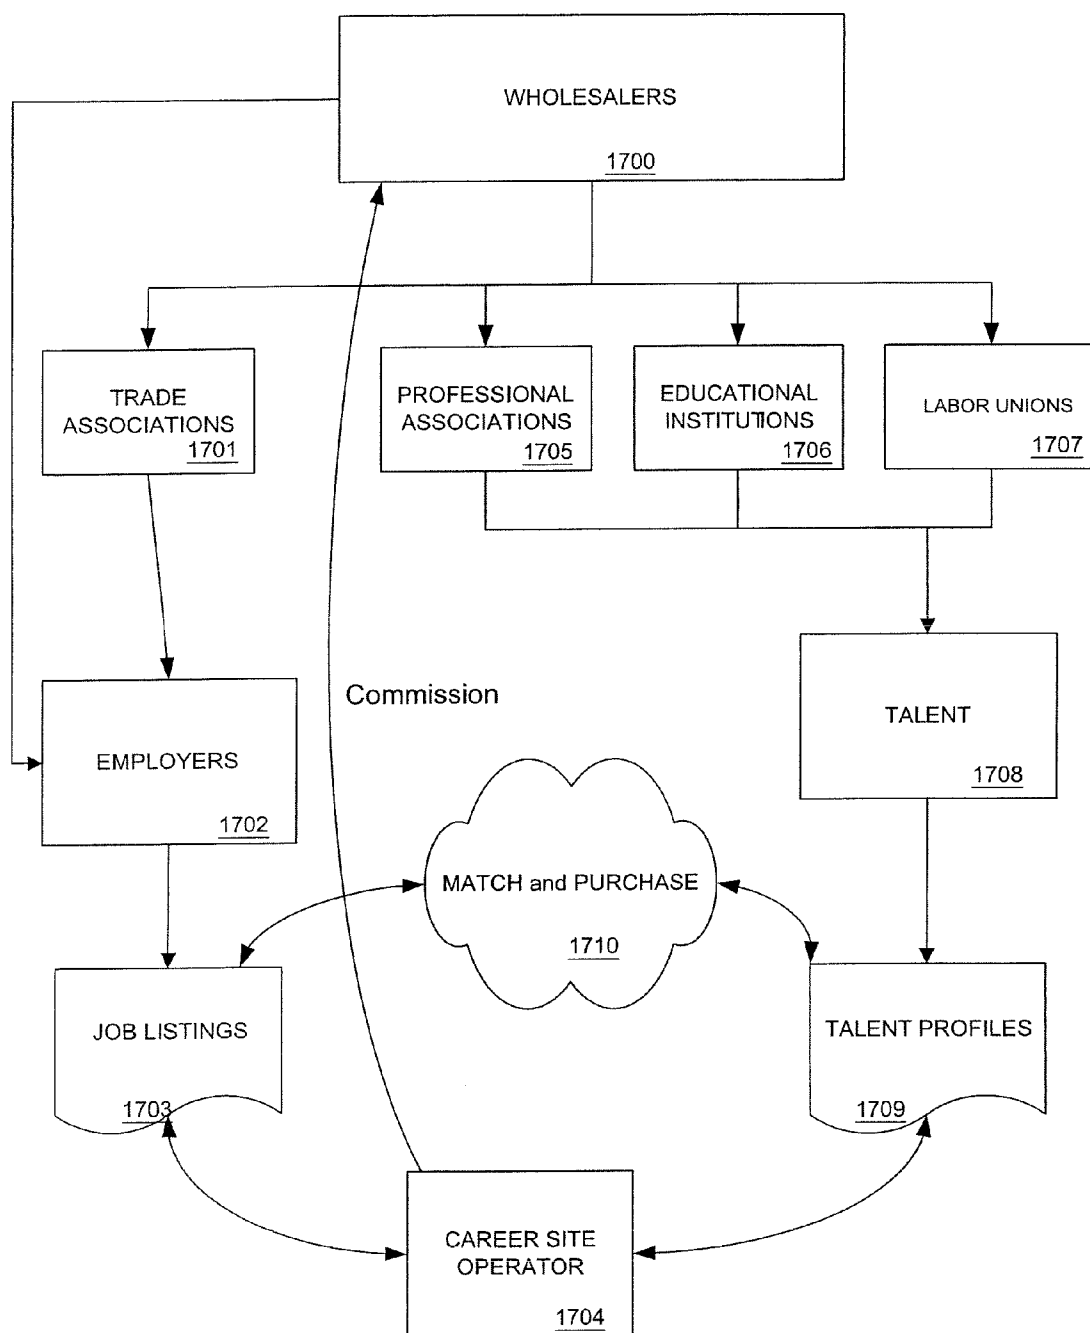 WHOLESALERS
1700
TRADE
ASSOCIATIONS
1701
PROFESSIONAL
ASSOCIATIONS
1705
EDUCATIONAL
INSTITUTIONS
1706
LABOR UNIONS
1707
Commission
EMPLOYERS
1702
TALENT
1708
MATCH and PURCHASE
1710
JOB LISTINGS
1703
TALENT PROFILES
1709
CAREER SITE
OPERATOR
1704